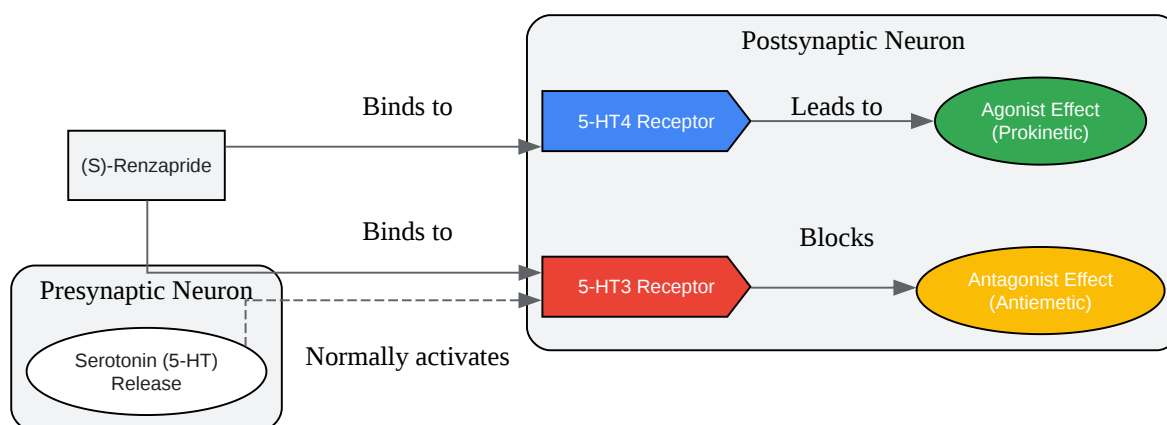 Postsynaptic Neuron
Binds to
5-HT4 Receptor
Leads to
Agonist Effect
(Prokinetic)
(S)-Renzapride
Binds to
5-HT3 Receptor
Blocks
Antagonist Effect
(Antiemetic)
Presynaptic Neuron
Normally activates
Serotonin (5-HT)
Release